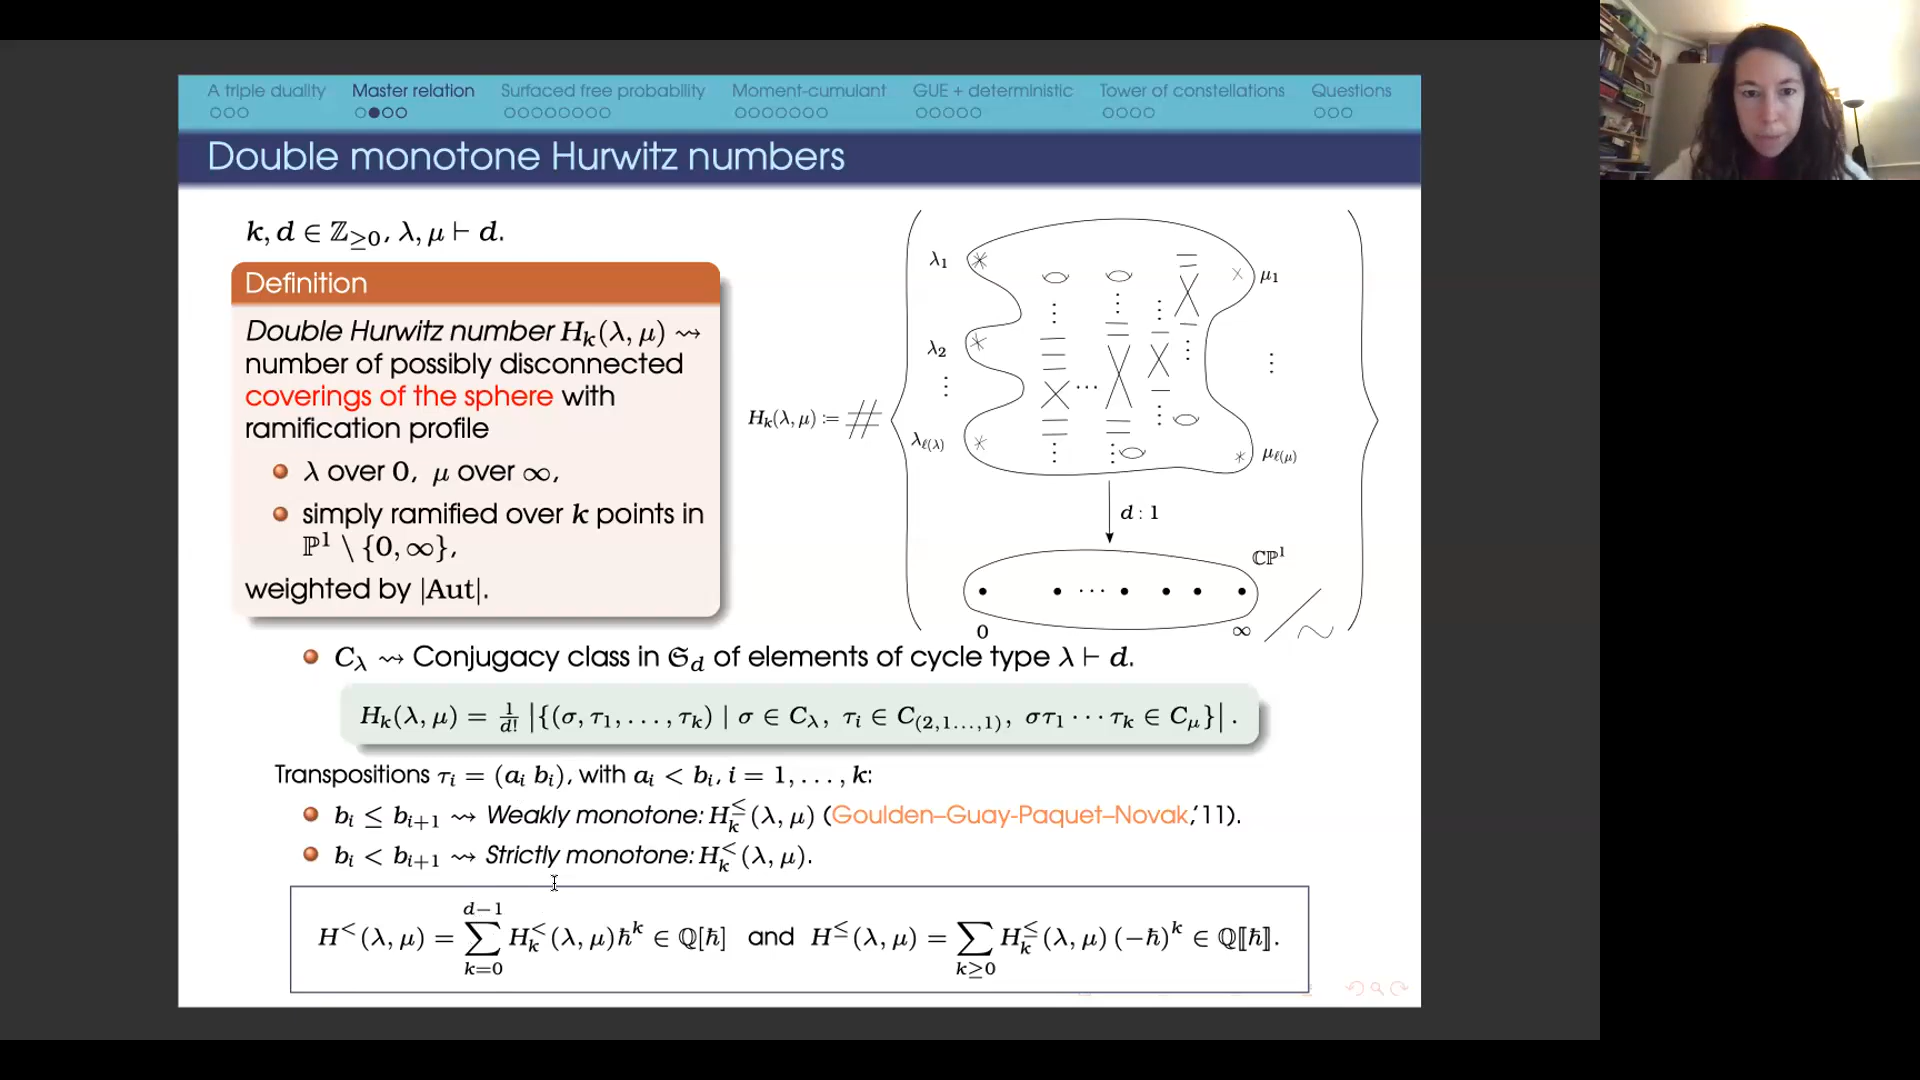 A triple duality Master relation Surfaced free probability Moment-cumulant GUE + deterministic Tower of constellations Questions
Double monotone Hurwitz numbers
k, d ∈ ℤ≥0, λ, μ ⊢ d.
Definition
Double Hurwitz number H_k(λ, μ) ⇝
number of possibly disconnected
coverings of the sphere with
ramification profile
λ over 0, μ over ∞,
simply ramified over k points in
ℙ¹ \ {0, ∞},
weighted by |Aut|.
H_k(λ, μ) := #
λ₁
λ₂
⋮
λ_ℓ(λ)
μ₁
⋮
μ_ℓ(μ)
d : 1
ℂℙ¹
0
∞
/ ~
C_λ ⇝ Conjugacy class in 𝔖_d of elements of cycle type λ ⊢ d.
H_k(λ, μ) = 1/d! |{(σ, τ₁, . . . , τ_k) | σ ∈ C_λ, τ_i ∈ C_(2,1...,1), στ₁ · · · τ_k ∈ C_μ}| .
Transpositions τ_i = (a_i b_i), with a_i < b_i, i = 1, . . . , k:
b_i ≤ b_{i+1} ⇝ Weakly monotone: H_k^≤(λ, μ) (Goulden–Guay-Paquet–Novak,'11).
b_i < b_{i+1} ⇝ Strictly monotone: H_k^<(λ, μ).
H^<(λ, μ) = ∑_{k=0}^{d−1} H_k^<(λ, μ)ℏ^k ∈ ℚ[ℏ] and H^≤(λ, μ) = ∑_{k≥0} H_k^≤(λ, μ) (−ℏ)^k ∈ ℚ⟦ℏ⟧.